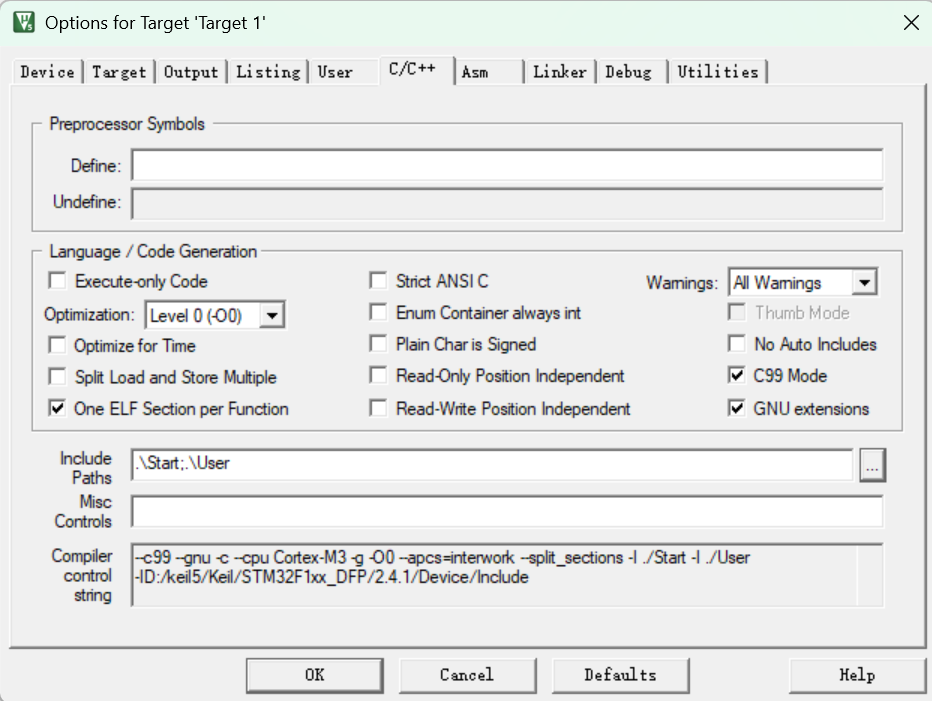 Options for Target 'Target 1'
Device Target Output Listing User C/C++ Asm Linker Debug Utilities
Preprocessor Symbols
Define:
Undefine:
Language / Code Generation
Execute-only Code
Strict ANSI C
Warnings: All Warnings
Optimization: Level 0 (-O0)
Enum Container always int
Thumb Mode
Optimize for Time
Plain Char is Signed
No Auto Includes
Split Load and Store Multiple
Read-Only Position Independent
C99 Mode
One ELF Section per Function
Read-Write Position Independent
GNU extensions
Include
Paths
.\Start;.\User
...
Misc
Controls
Compiler
control
string
--c99 --gnu -c --cpu Cortex-M3 -g -O0 --apcs=interwork --split_sections -I ./Start -I ./User
-ID:/keil5/Keil/STM32F1xx_DFP/2.4.1/Device/Include
OK Cancel Defaults Help